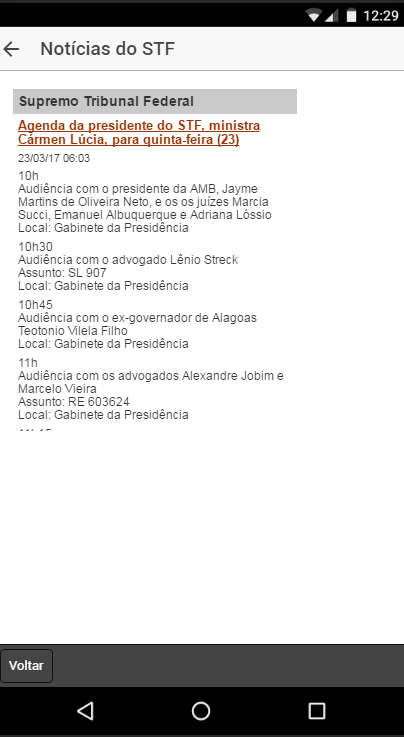 12:29
Notícias do STF
Supremo Tribunal Federal
Agenda da presidente do STF, ministra
Cármen Lúcia, para quinta-feira (23)
23/03/17 06:03
10h
Audiência com o presidente da AMB, Jayme
Martins de Oliveira Neto, e os os juízes Marcia
Succi, Emanuel Albuquerque e Adriana Lóssio
Local: Gabinete da Presidência
10h30
Audiência com o advogado Lênio Streck
Assunto: SL 907
Local: Gabinete da Presidência
10h45
Audiência com o ex-governador de Alagoas
Teotonio Vilela Filho
Local: Gabinete da Presidência
11h
Audiência com os advogados Alexandre Jobim e
Marcelo Vieira
Assunto: RE 603624
Local: Gabinete da Presidência
Voltar